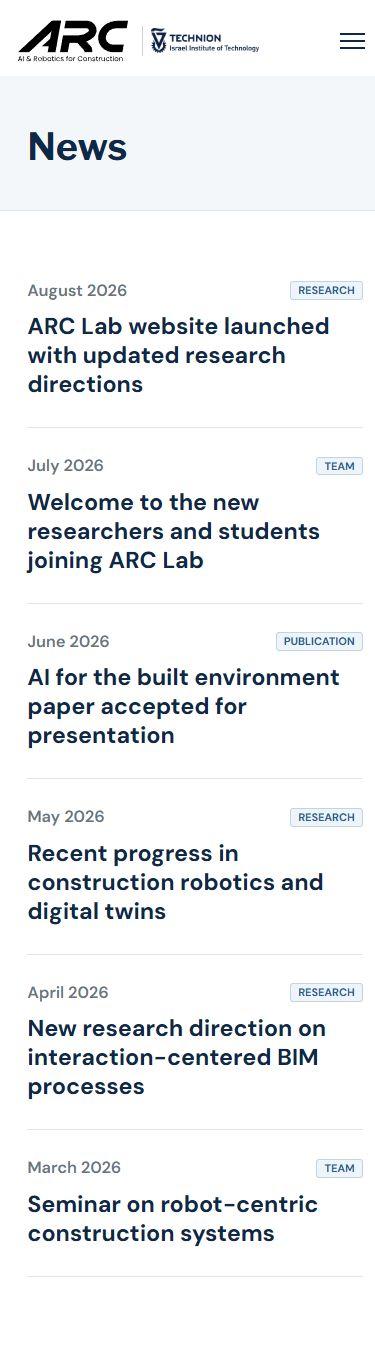 ARC
AI & Robotics for Construction
TECHNION
Israel Institute of Technology
News
August 2026
RESEARCH
ARC Lab website launched
with updated research
directions
July 2026
TEAM
Welcome to the new
researchers and students
joining ARC Lab
June 2026
PUBLICATION
AI for the built environment
paper accepted for
presentation
May 2026
RESEARCH
Recent progress in
construction robotics and
digital twins
April 2026
RESEARCH
New research direction on
interaction-centered BIM
processes
March 2026
TEAM
Seminar on robot-centric
construction systems